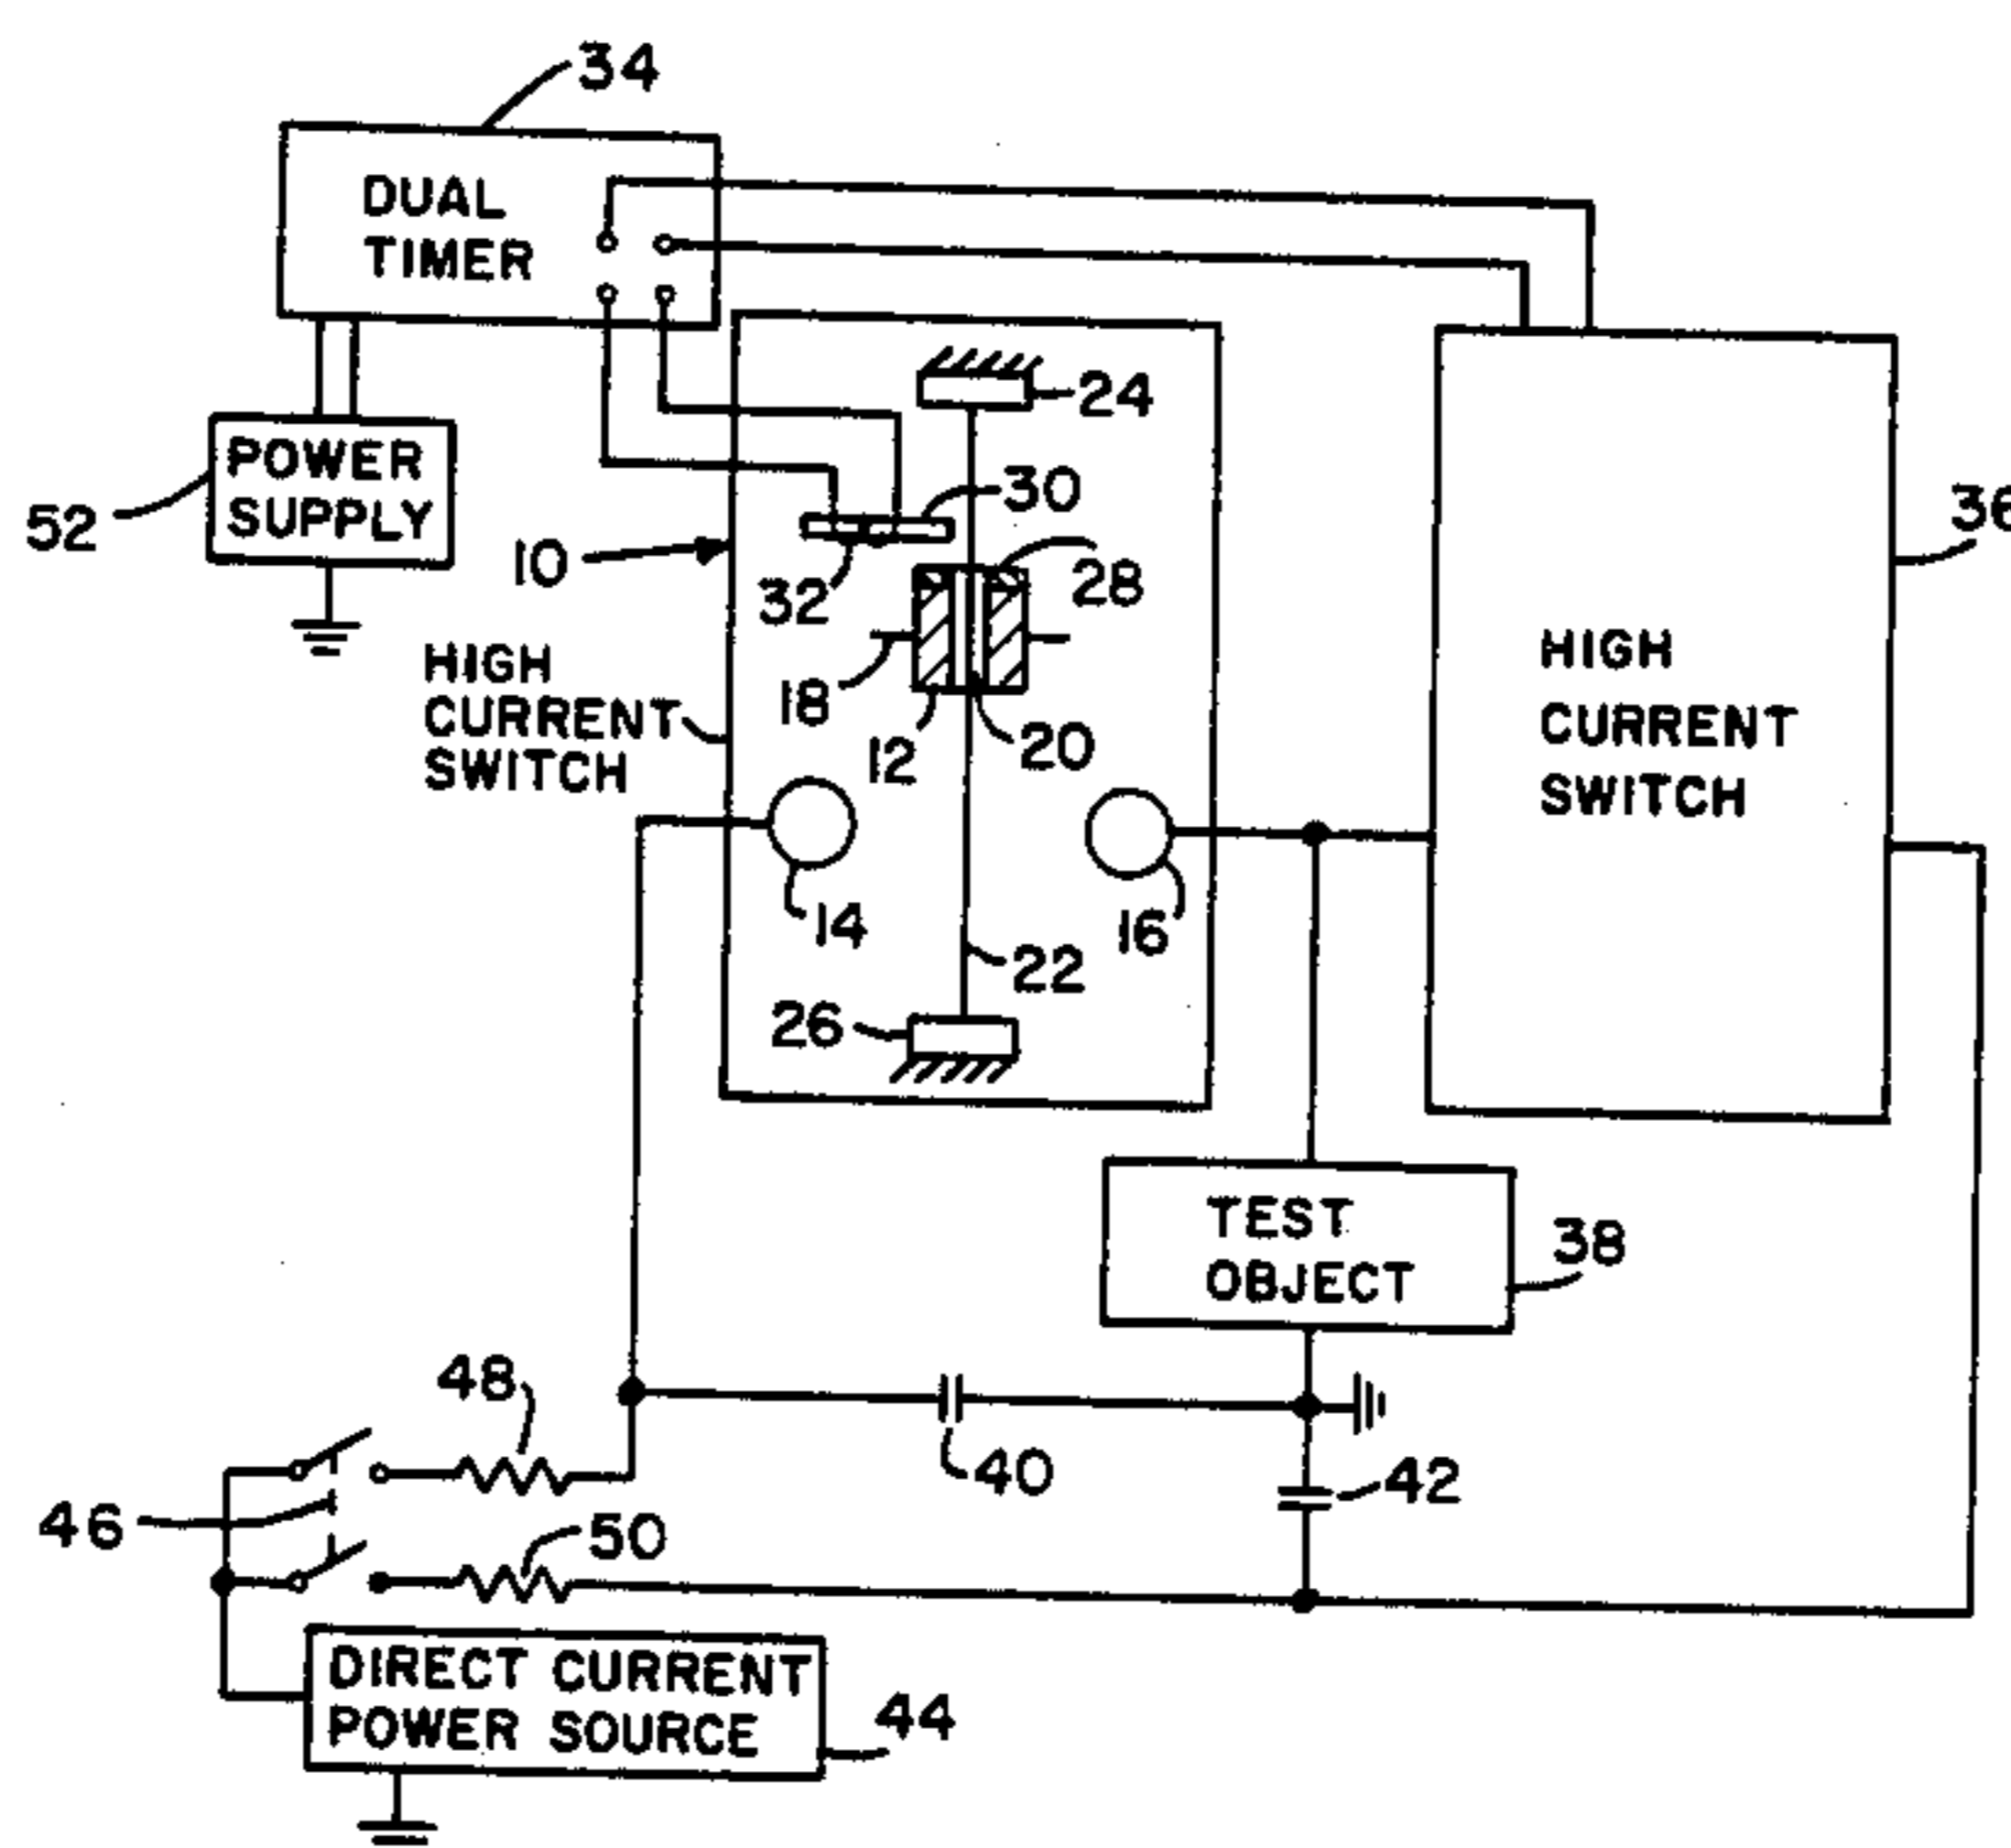 34
DUAL
TIMER
24
POWER
SUPPLY
52
30
10
32
28
36
HIGH
CURRENT
SWITCH
18
12
20
HIGH
CURRENT
SWITCH
14
16
22
26
TEST
OBJECT
38
48
40
42
46
50
DIRECT CURRENT
POWER SOURCE
44